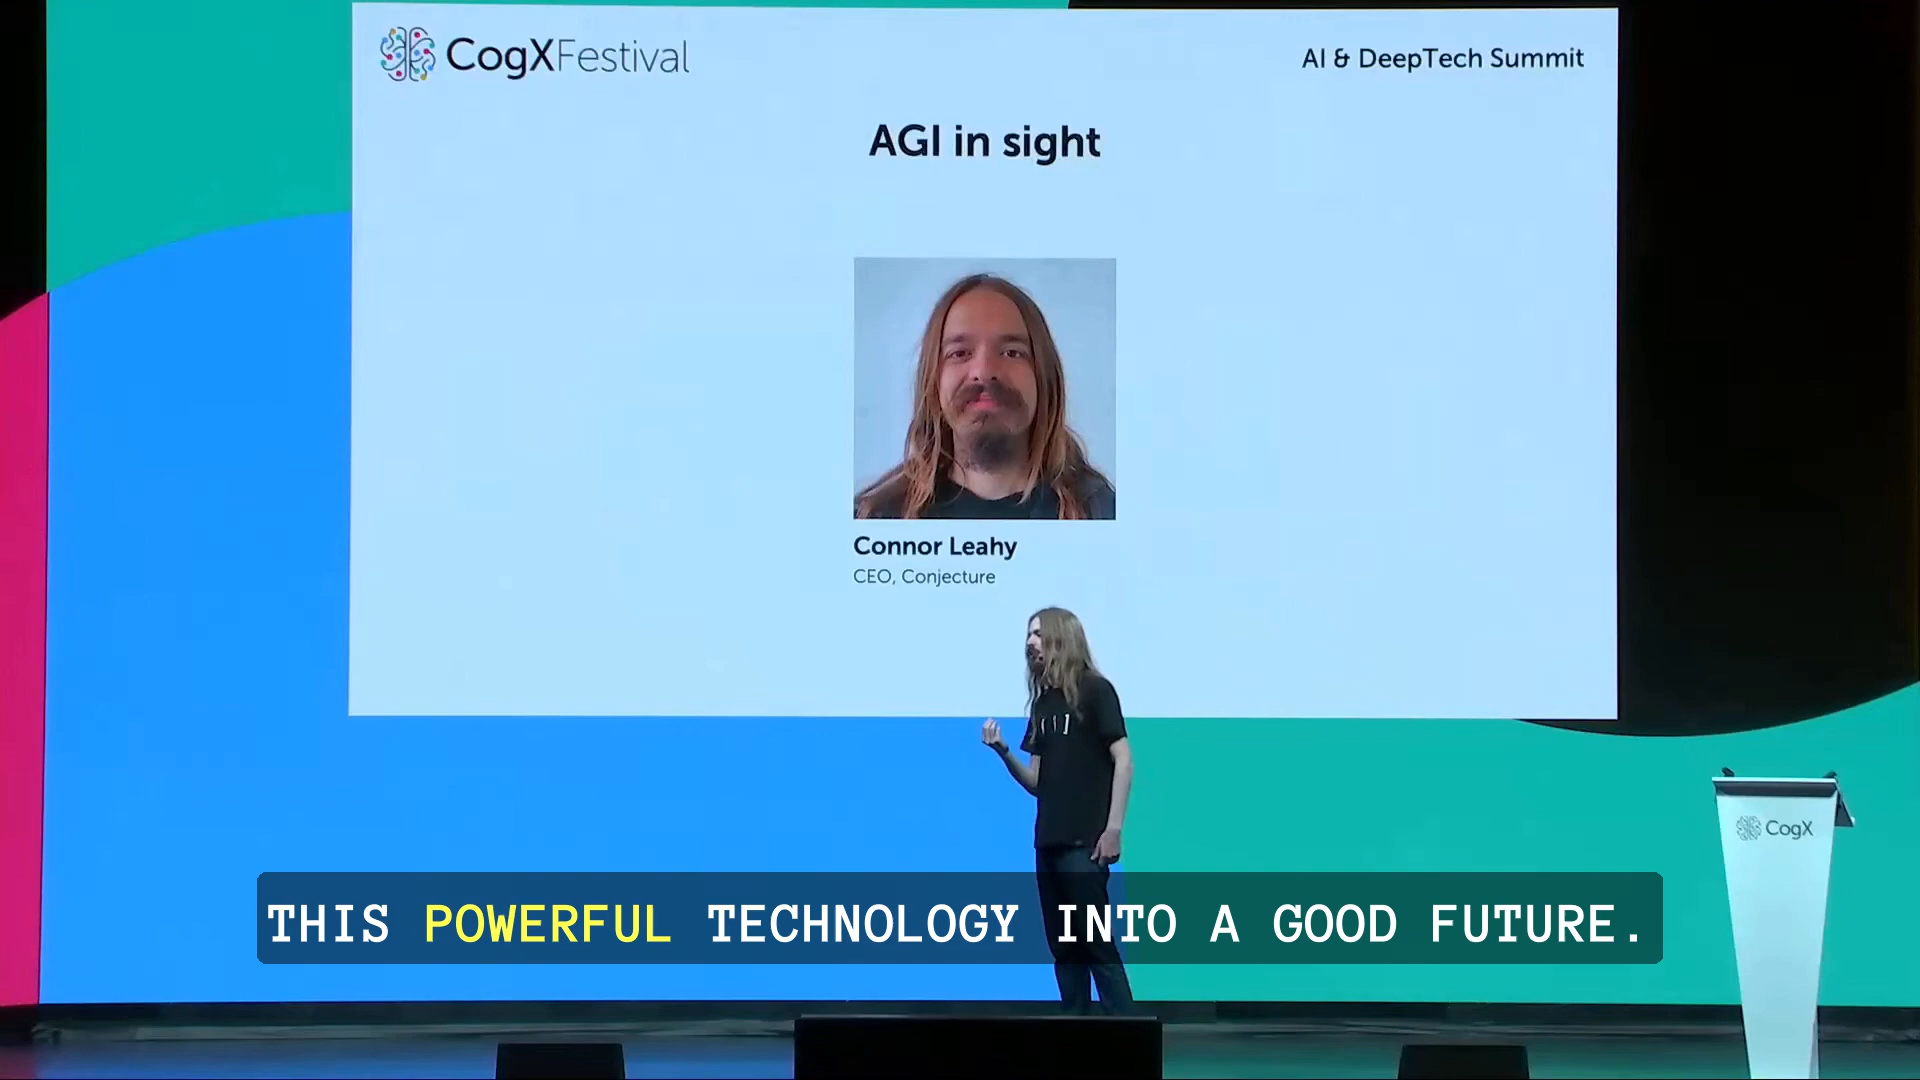 CogXFestival
AI & DeepTech Summit
AGI in sight
Connor Leahy
CEO, Conjecture
CogX
THIS POWERFUL TECHNOLOGY INTO A GOOD FUTURE.